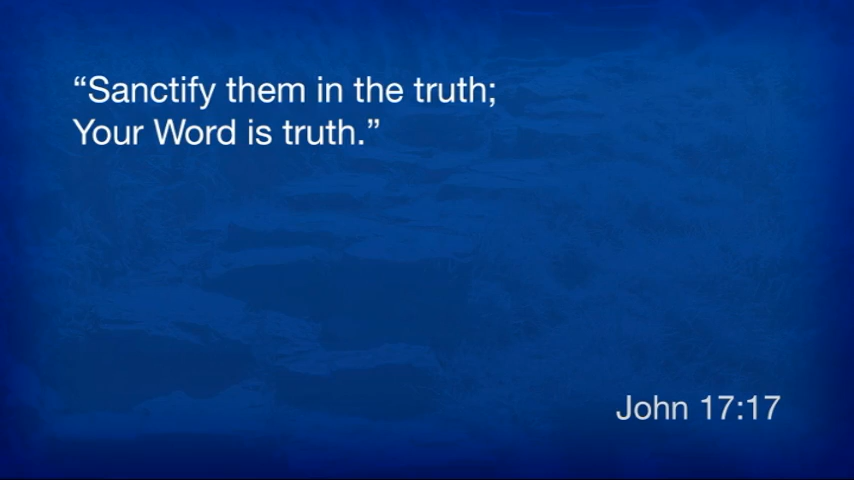 “Sanctify them in the truth;
Your Word is truth.”
John 17:17